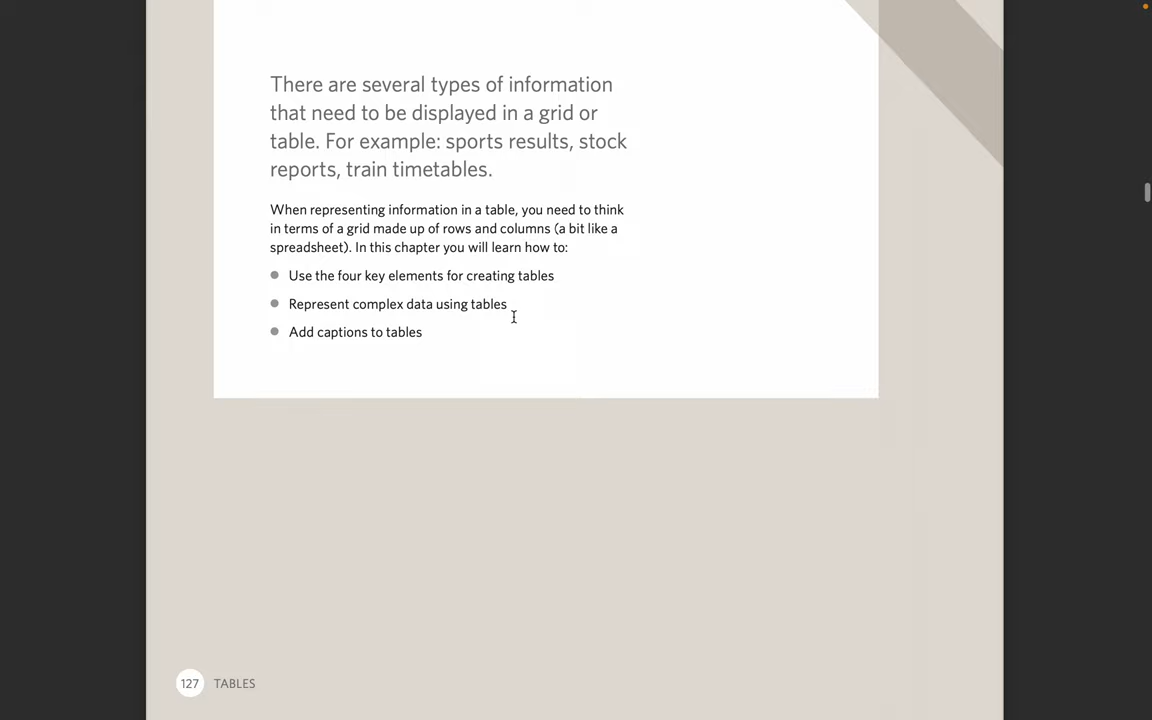 There are several types of information
that need to be displayed in a grid or
table. For example: sports results, stock
reports, train timetables.
When representing information in a table, you need to think
in terms of a grid made up of rows and columns (a bit like a
spreadsheet). In this chapter you will learn how to:
Use the four key elements for creating tables
Represent complex data using tables
Add captions to tables
127 TABLES